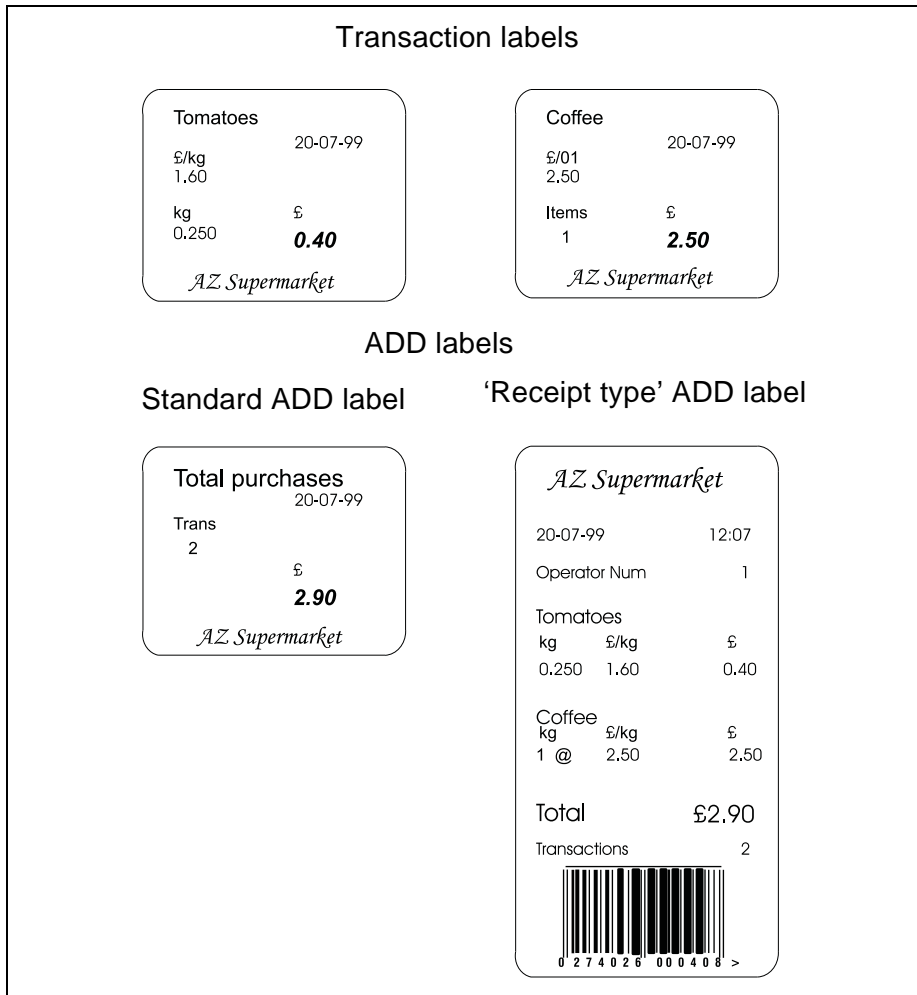 Transaction labels
Tomatoes
20-07-99
£/kg
1.60
kg £
0.250 0.40
AZ Supermarket
Coffee
20-07-99
£/01
2.50
Items £
1 2.50
AZ Supermarket
ADD labels
Standard ADD label
Total purchases
20-07-99
Trans
2
£
2.90
AZ Supermarket
‘Receipt type’ ADD label
AZ Supermarket
20-07-99 12:07
Operator Num 1
Tomatoes
kg £/kg £
0.250 1.60 0.40
Coffee
kg £/kg £
1 @ 2.50 2.50
Total £2.90
Transactions 2
0 274026 000408 >